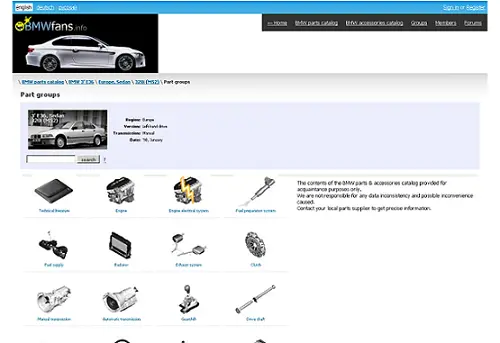 english deutsch русский
Sign in or Register
BMWfans.info
<< Home BMW parts catalog BMW accessories catalog Groups Members Forums
\ BMW parts catalog \ BMW 3' E36 \ Europe, Sedan \ 320i (M52) \ Part groups
Part groups
3' E36, Sedan
320i (M52)
Region: Europe
Version: Left hand drive
Transmission: Manual
Date: '96, January
search ?
The contents of the BMW parts & accessories catalog provided for
acquaintance purposes only.
We are not responsible for any data inconsistency and possible inconvenience
caused.
Contact your local parts supplier to get precise information.
Technical literature Engine Engine electrical system Fuel preparation system
Fuel supply Radiator Exhaust system Clutch
Manual transmission Automatic transmission Gearshift Drive shaft